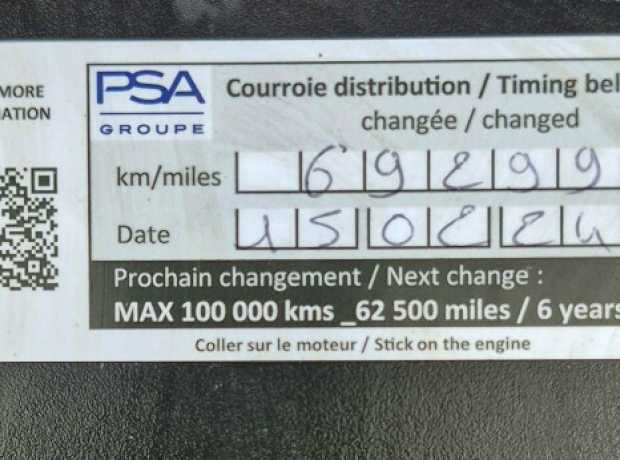 MORE
ATION
PSA
GROUPE
Courroie distribution / Timing bel
changée / changed
km/miles 69299
Date 150224
Prochain changement / Next change :
MAX 100 000 kms _62 500 miles / 6 years
Coller sur le moteur / Stick on the engine